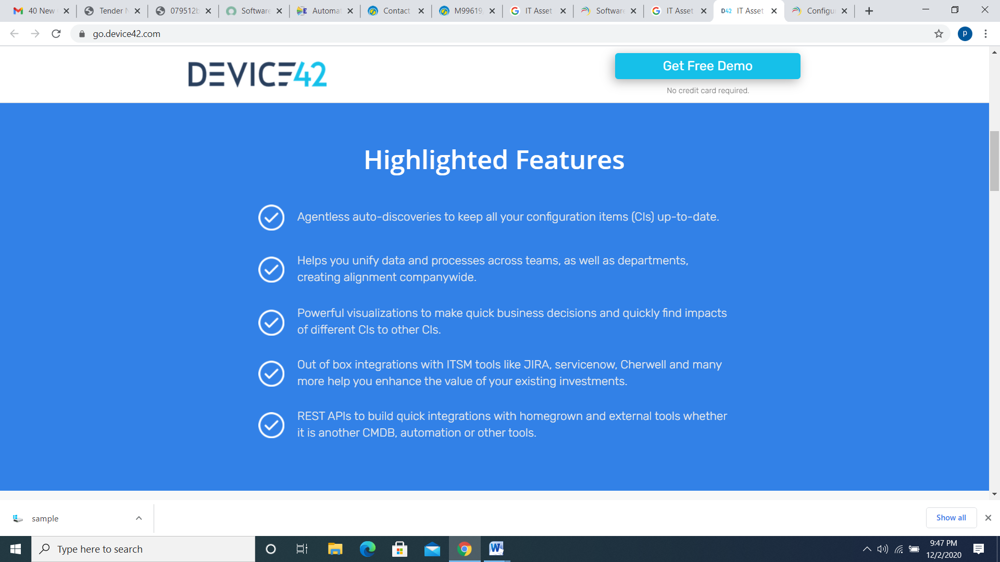 40 New
Tender N
079512b
Software
Automat
Contact
M99619
IT Asset
Software
IT Asset
D42 IT Asset
Configu
go.device42.com
p
DEVICE42
Get Free Demo
No credit card required.
Highlighted Features
Agentless auto-discoveries to keep all your configuration items (CIs) up-to-date.
Helps you unify data and processes across teams, as well as departments,
creating alignment companywide.
Powerful visualizations to make quick business decisions and quickly find impacts
of different CIs to other CIs.
Out of box integrations with ITSM tools like JIRA, servicenow, Cherwell and many
more help you enhance the value of your existing investments.
REST APIs to build quick integrations with homegrown and external tools whether
it is another CMDB, automation or other tools.
sample
Show all
Type here to search
9:47 PM
12/2/2020